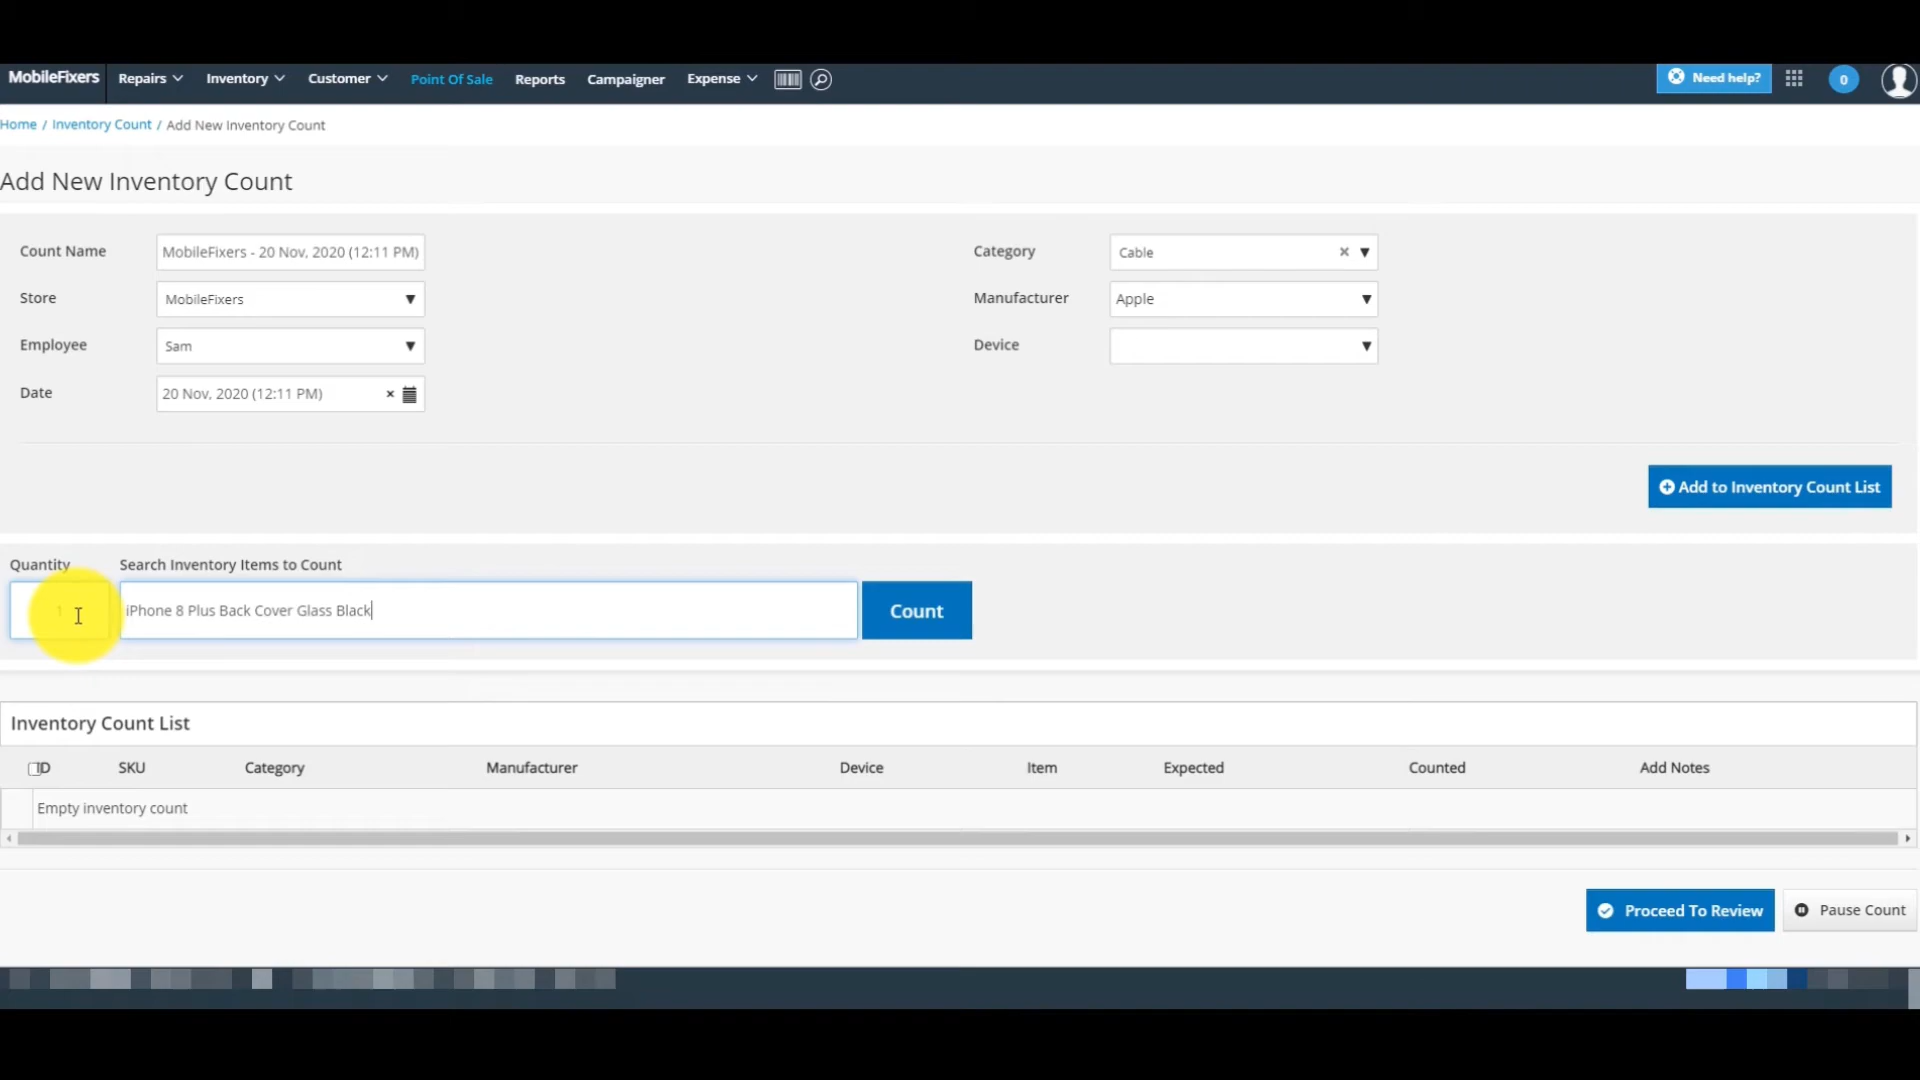 MobileFixers Repairs Inventory Customer Point Of Sale Reports Campaigner Expense Need help? 0
Home / Inventory Count / Add New Inventory Count
Add New Inventory Count
Count Name MobileFixers - 20 Nov, 2020 (12:11 PM) Category Cable
Store MobileFixers Manufacturer Apple
Employee Sam Device
Date 20 Nov, 2020 (12:11 PM)
Add to Inventory Count List
Quantity Search Inventory Items to Count
1 iPhone 8 Plus Back Cover Glass Black Count
Inventory Count List
ID SKU Category Manufacturer Device Item Expected Counted Add Notes
Empty inventory count
Proceed To Review Pause Count